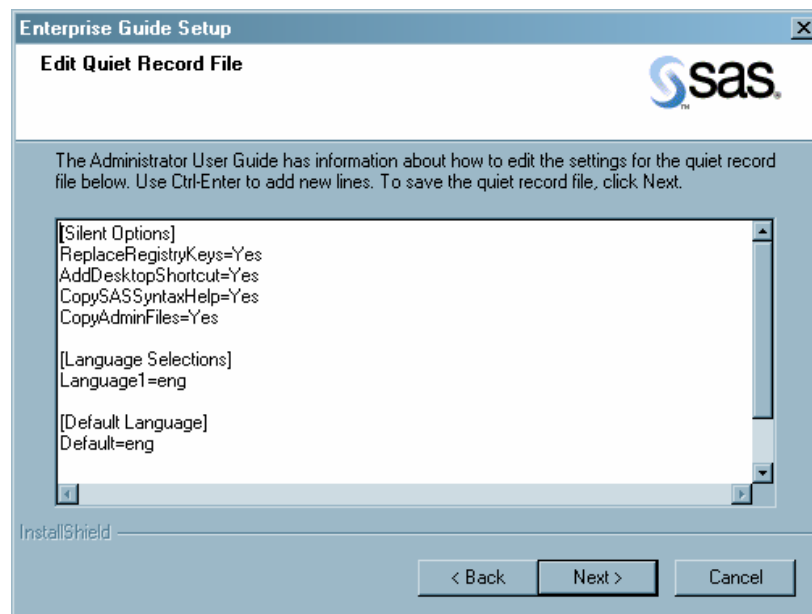 Enterprise Guide Setup
Edit Quiet Record File
sas.
TM
The Administrator User Guide has information about how to edit the settings for the quiet record
file below. Use Ctrl-Enter to add new lines. To save the quiet record file, click Next.
[Silent Options]
ReplaceRegistryKeys=Yes
AddDesktopShortcut=Yes
CopySASSyntaxHelp=Yes
CopyAdminFiles=Yes
[Language Selections]
Language1=eng
[Default Language]
Default=eng
InstallShield
< Back
Next >
Cancel